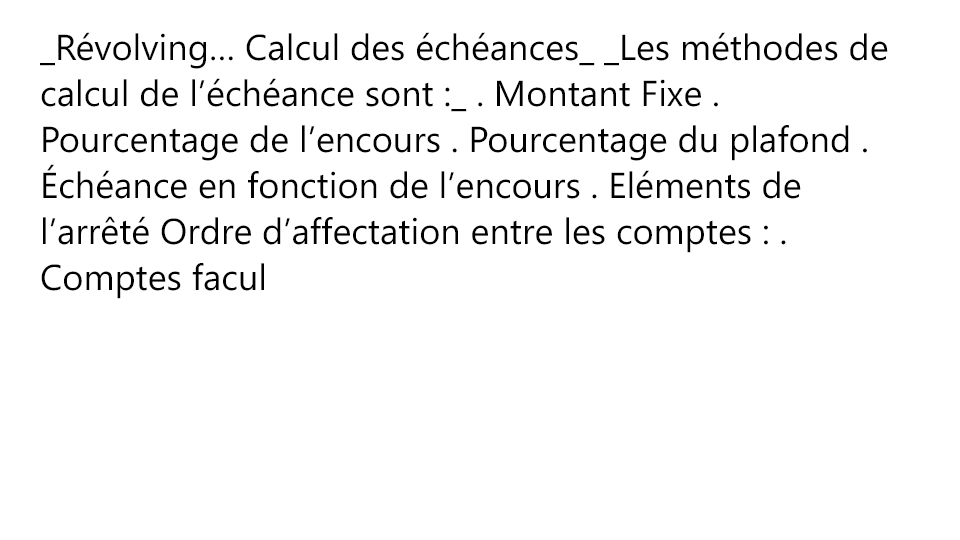 _Révolving… Calcul des échéances_ _Les méthodes de
calcul de l’échéance sont :_ . Montant Fixe .
Pourcentage de l’encours . Pourcentage du plafond .
Échéance en fonction de l’encours . Eléments de
l’arrêté Ordre d’affectation entre les comptes : .
Comptes facul